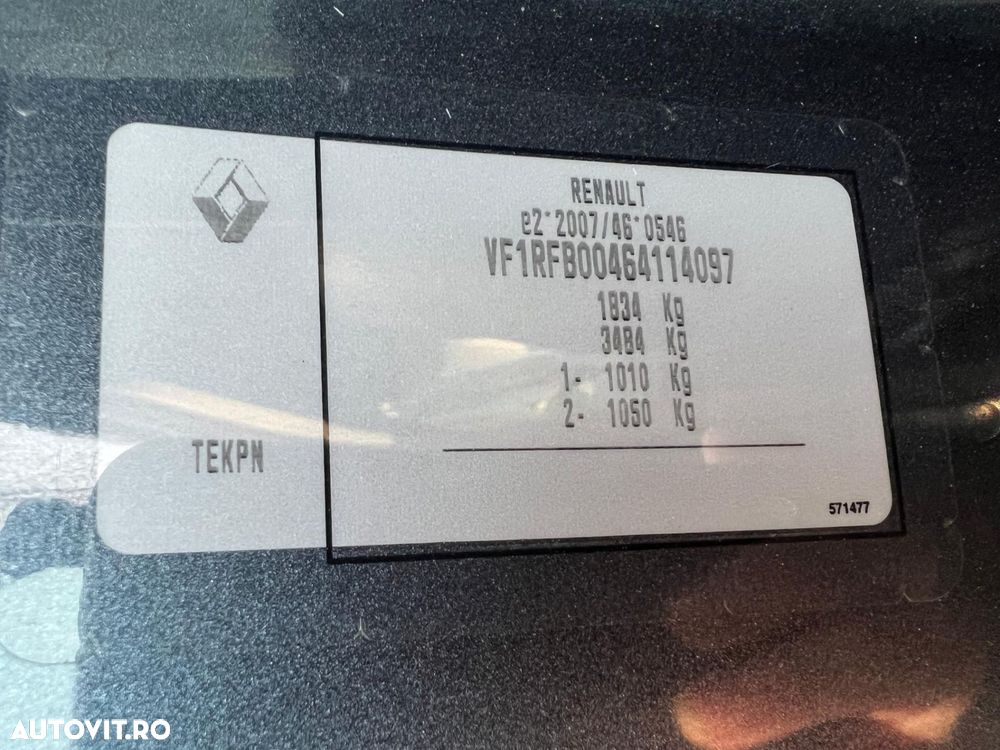 RENAULT
e2*2007/46*0546
VF1RFB00464114097
1834 Kg
3484 Kg
1- 1010 Kg
2- 1050 Kg
TEKPN
571477
AUTOVIT.RO